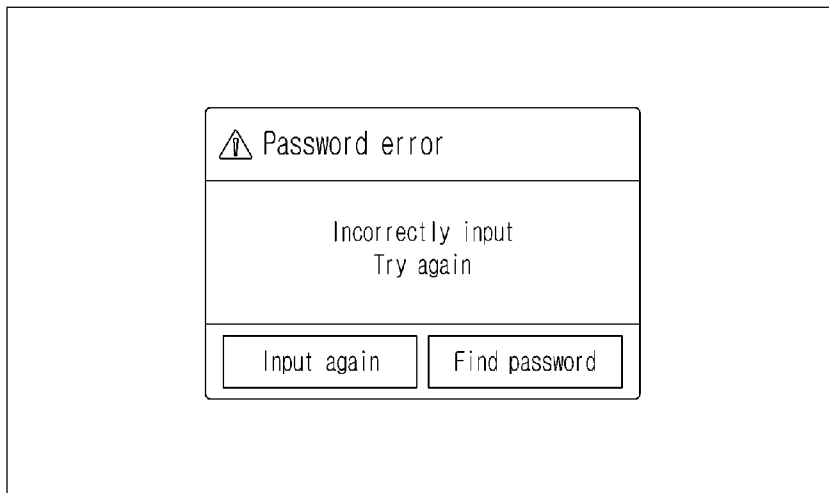 Password error
Incorrectly input
Try again
Input again
Find password